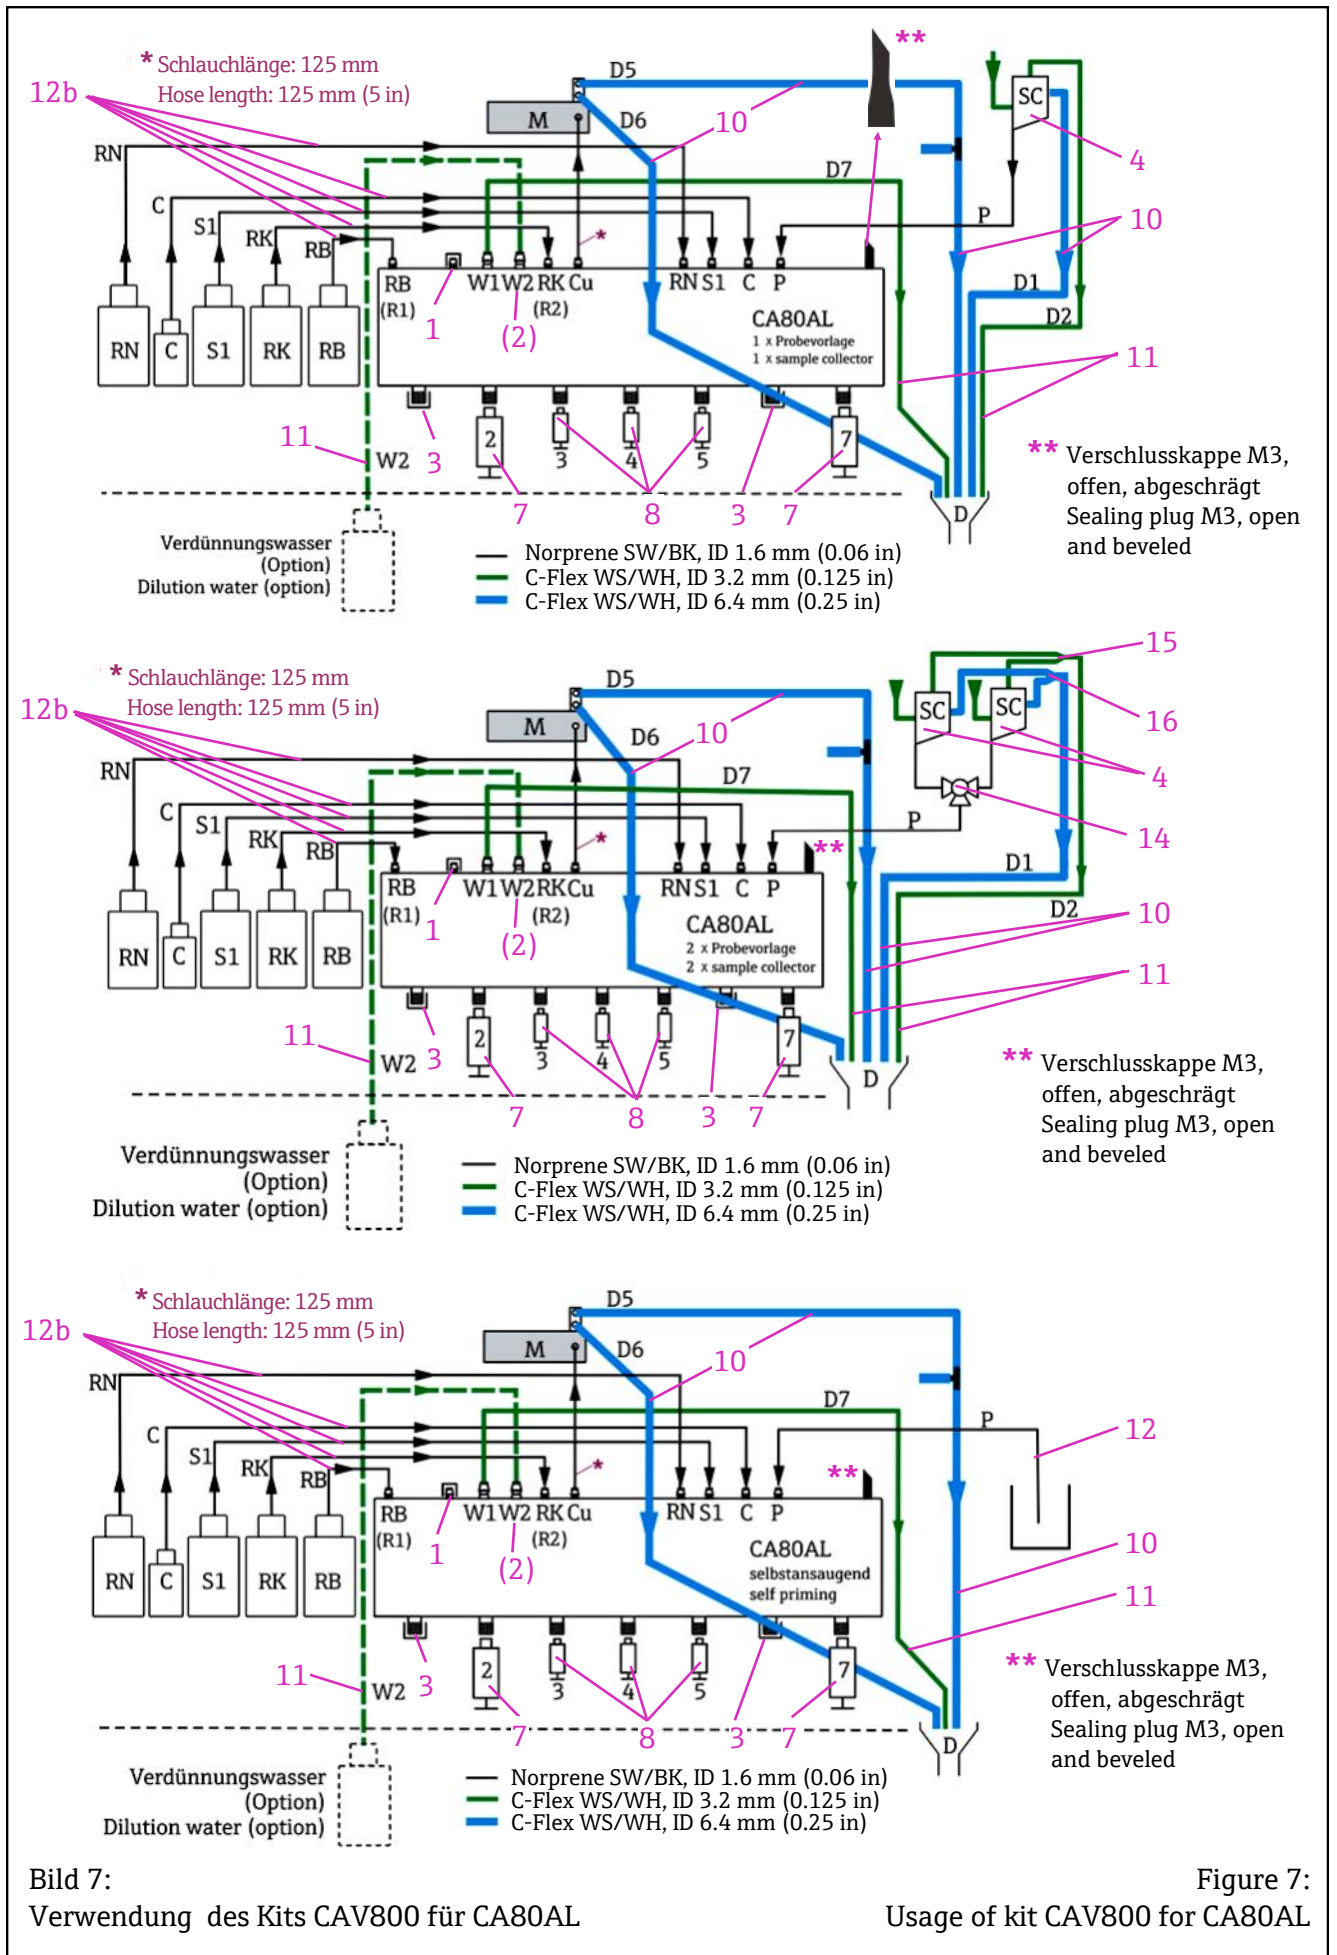 * Schlauchlänge: 125 mm
Hose length: 125 mm (5 in)
12b
D5
**
SC
M
D6
10
4
RN
D7
C
S1
RK
RB
*
P
10
RB
(R1)
W1 W2 RK Cu
(R2)
RN S1 C P
D1
D2
1
(2)
CA80AL
1 x Probevorlage
1 x sample collector
RN
C
S1
RK
RB
11
11
W2
3
2
3
4
5
7
7
8
3
7
D
** Verschlusskappe M3,
offen, abgeschrägt
Sealing plug M3, open
and beveled
Verdünnungswasser
(Option)
Dilution water (option)
Norprene SW/BK, ID 1.6 mm (0.06 in)
C-Flex WS/WH, ID 3.2 mm (0.125 in)
C-Flex WS/WH, ID 6.4 mm (0.25 in)
* Schlauchlänge: 125 mm
Hose length: 125 mm (5 in)
12b
D5
15
SC
SC
16
M
D6
10
4
RN
D7
C
S1
RK
RB
*
**
P
14
RB
(R1)
W1 W2 RK Cu
(R2)
RN S1 C P
D1
D2
10
1
(2)
CA80AL
2 x Probevorlage
2 x sample collector
RN
C
S1
RK
RB
11
11
W2
3
2
3
4
5
7
7
8
3
7
D
** Verschlusskappe M3,
offen, abgeschrägt
Sealing plug M3, open
and beveled
Verdünnungswasser
(Option)
Dilution water (option)
Norprene SW/BK, ID 1.6 mm (0.06 in)
C-Flex WS/WH, ID 3.2 mm (0.125 in)
C-Flex WS/WH, ID 6.4 mm (0.25 in)
* Schlauchlänge: 125 mm
Hose length: 125 mm (5 in)
12b
D5
M
D6
10
RN
D7
C
S1
RK
RB
*
**
P
12
RB
(R1)
W1 W2 RK Cu
(R2)
RN S1 C P
1
(2)
CA80AL
selbstansaugend
self priming
10
11
RN
C
S1
RK
RB
11
W2
3
2
3
4
5
7
7
8
3
7
D
** Verschlusskappe M3,
offen, abgeschrägt
Sealing plug M3, open
and beveled
Verdünnungswasser
(Option)
Dilution water (option)
Norprene SW/BK, ID 1.6 mm (0.06 in)
C-Flex WS/WH, ID 3.2 mm (0.125 in)
C-Flex WS/WH, ID 6.4 mm (0.25 in)
Bild 7:
Verwendung des Kits CAV800 für CA80AL
Figure 7:
Usage of kit CAV800 for CA80AL